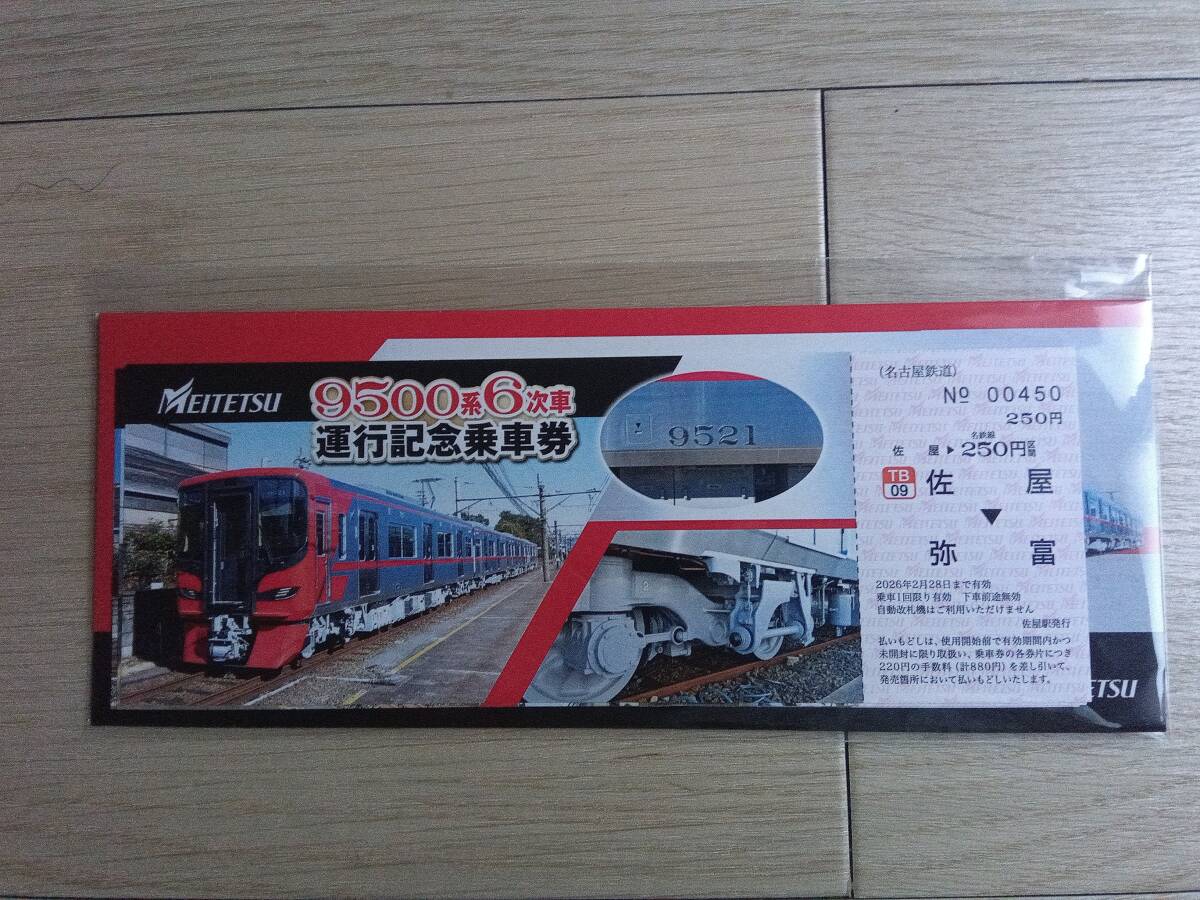 MEITETSU
9500系6次車
運行記念乗車券
9521
(名古屋鉄道)
№ 00450
250円
名鉄線
佐屋▶250円区間
TB
09
佐屋
▼
弥富
2026年2月28日まで有効
乗車1回限り有効 下車前途無効
自動改札機はご利用いただけません
佐屋駅発行
払いもどしは、使用開始前で有効期間内かつ
未開封に限り取扱い、乗車券の各券片につき
220円の手数料(計880円)を差し引いて、
発売箇所において払いもどしいたします。
ETSU